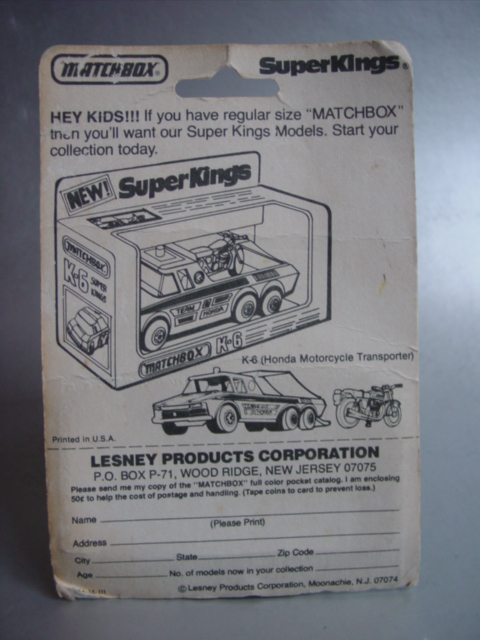 MATCHBOX®
SuperKings®
HEY KIDS!!! If you have regular size "MATCHBOX"
then you'll want our Super Kings Models. Start your
collection today.
NEW!
SuperKings
MATCHBOX
K-6 SUPER
KINGS
TEAM HONDA
MATCHBOX K-6
K-6 (Honda Motorcycle Transporter)
Printed in U.S.A.
LESNEY PRODUCTS CORPORATION
P.O. BOX P-71, WOOD RIDGE, NEW JERSEY 07075
Please send me my copy of the "MATCHBOX" full color pocket catalog. I am enclosing
50¢ to help the cost of postage and handling. (Tape coins to card to prevent loss.)
Name
(Please Print)
Address
City State Zip Code
Age No. of models now in your collection
© Lesney Products Corporation, Moonachie, N.J. 07074